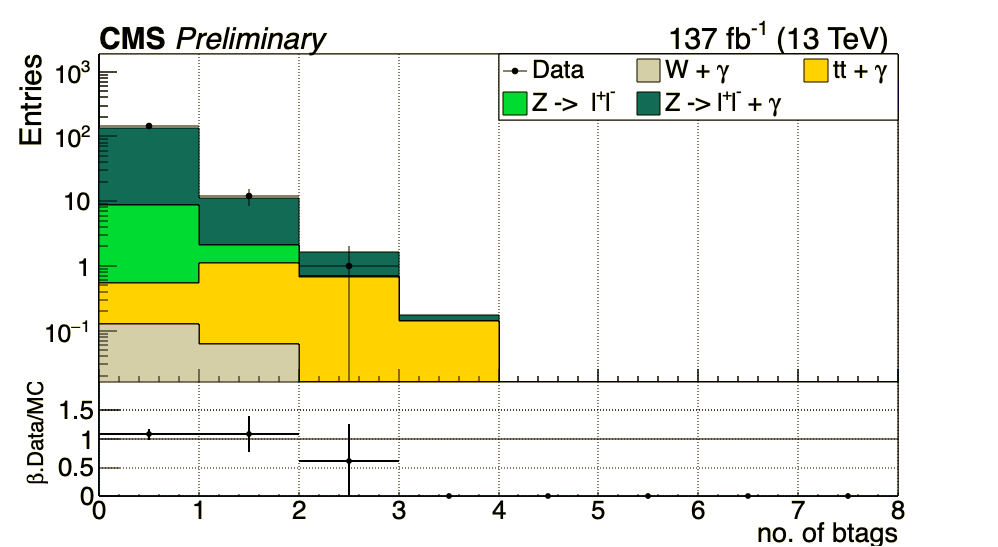 CMS Preliminary 137 fb⁻¹ (13 TeV)
Entries
10³
10²
10
1
10⁻¹
Data W + γ tt + γ
Z -> l⁺l⁻ Z -> l⁺l⁻ + γ
β.Data/MC
1.5
1
0.5
0
0 1 2 3 4 5 6 7 8
no. of btags